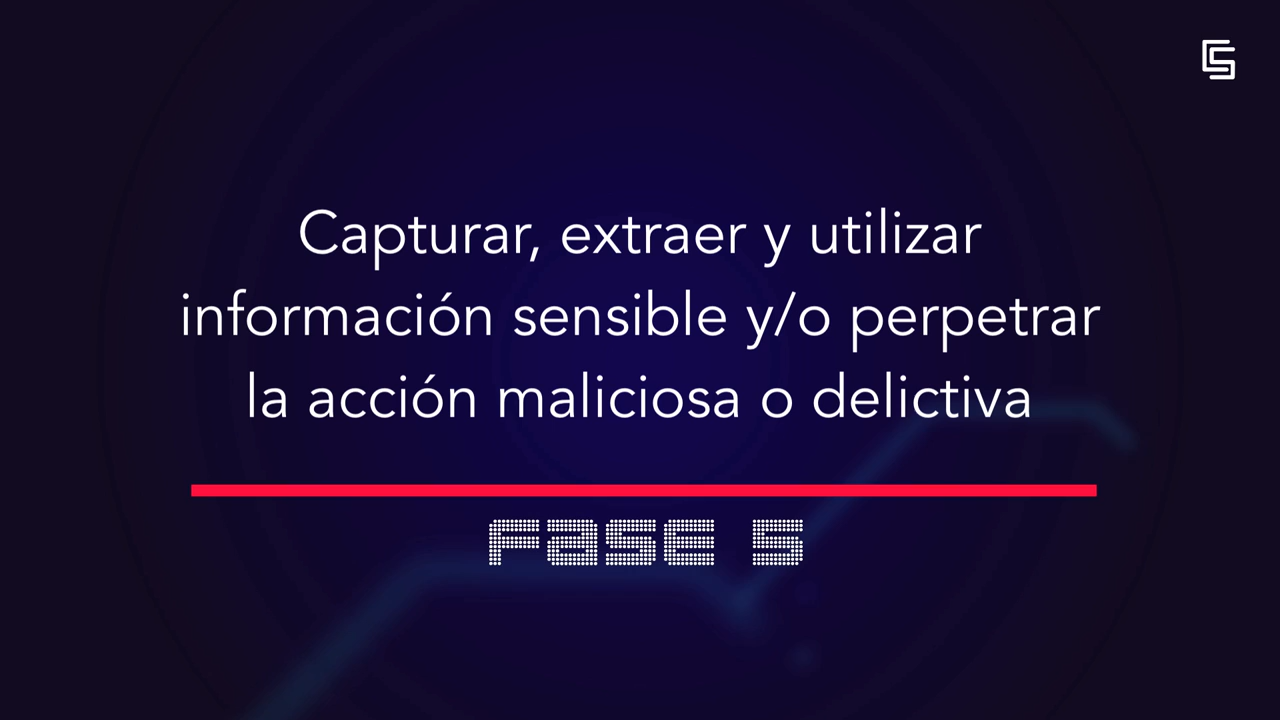 Capturar, extraer y utilizar
información sensible y/o perpetrar
la acción maliciosa o delictiva
FASE 5